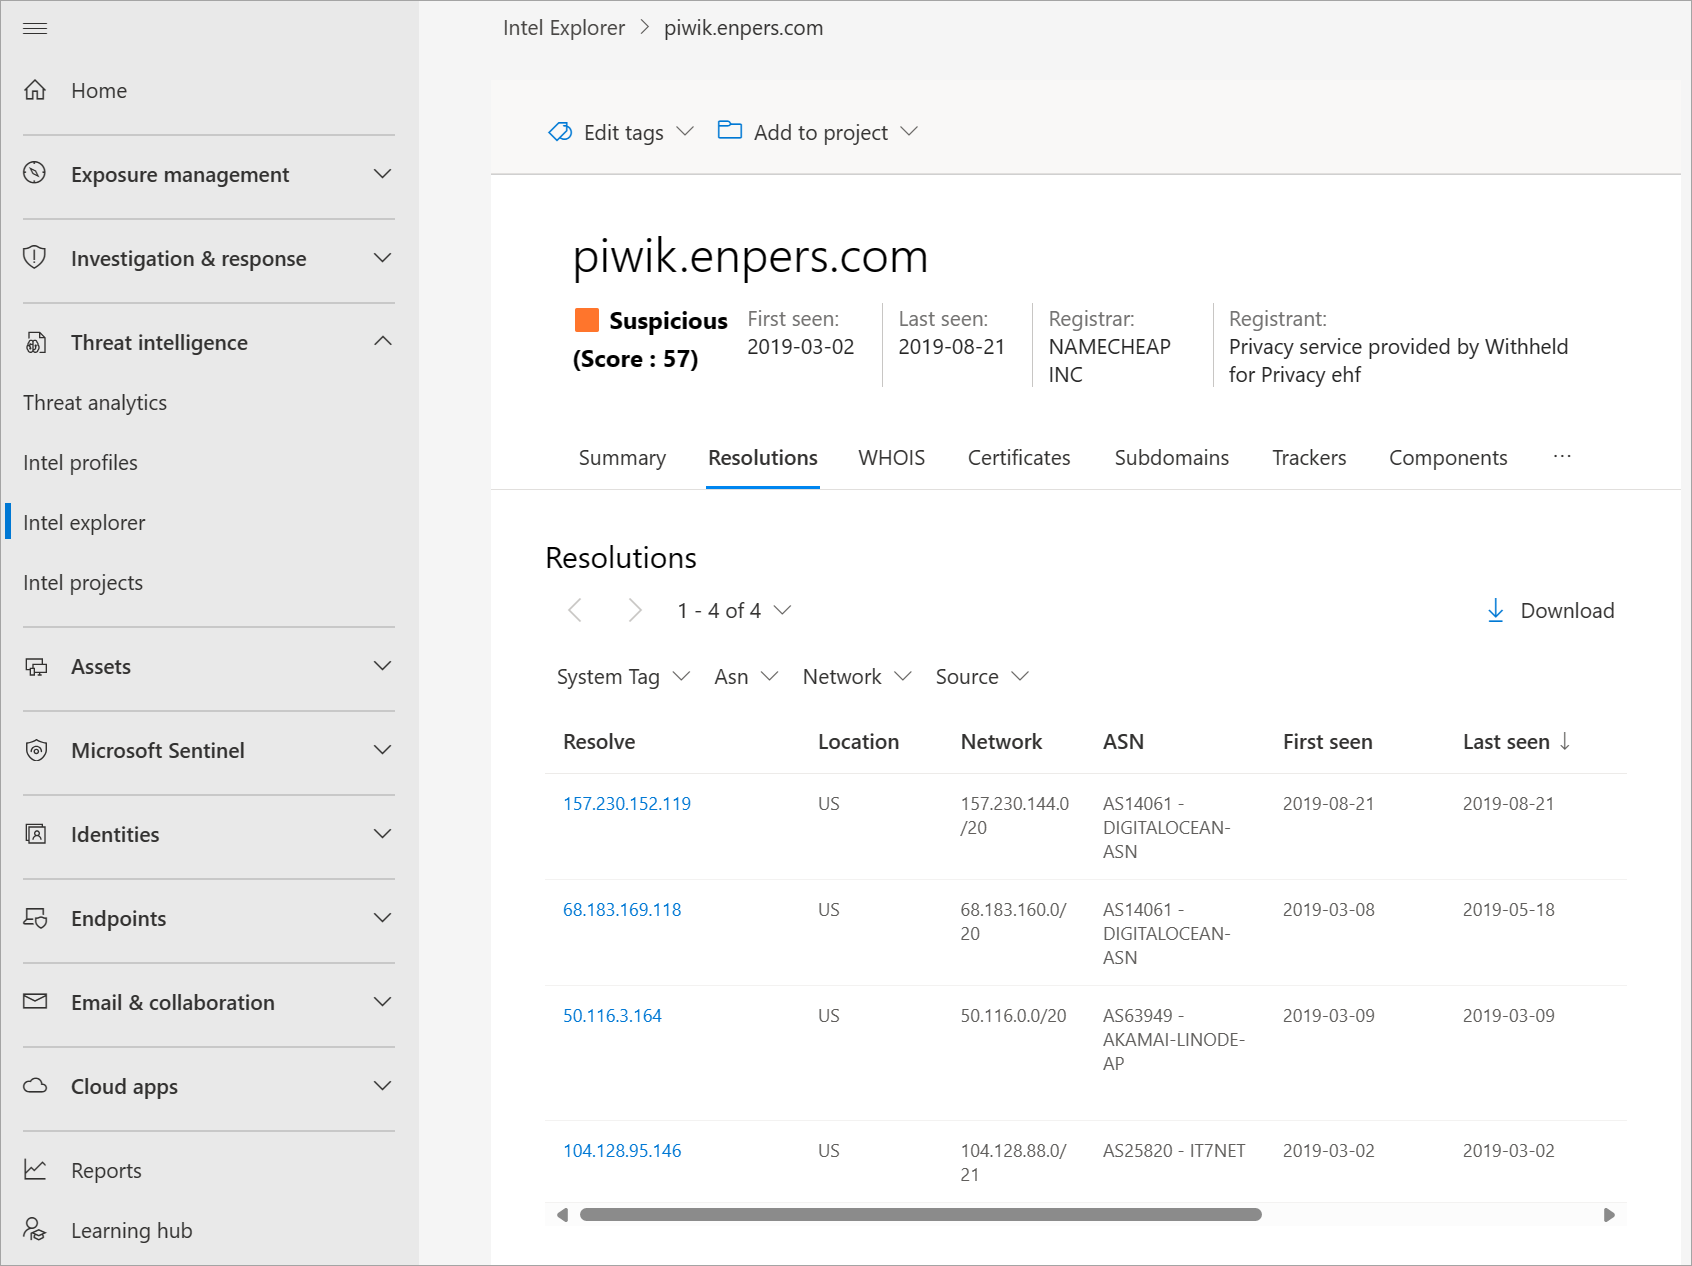 Intel Explorer > piwik.enpers.com
Home
Exposure management
Investigation & response
Threat intelligence
Threat analytics
Intel profiles
Intel explorer
Intel projects
Assets
Microsoft Sentinel
Identities
Endpoints
Email & collaboration
Cloud apps
Reports
Learning hub
Edit tags
Add to project
piwik.enpers.com
Suspicious
(Score : 57)
First seen:
2019-03-02
Last seen:
2019-08-21
Registrar:
NAMECHEAP
INC
Registrant:
Privacy service provided by Withheld
for Privacy ehf
Summary Resolutions WHOIS Certificates Subdomains Trackers Components ...
Resolutions
1 - 4 of 4
Download
System Tag Asn Network Source
Resolve Location Network ASN First seen Last seen ↓
157.230.152.119 US 157.230.144.0 AS14061 - 2019-08-21 2019-08-21
/20 DIGITALOCEAN-
ASN
68.183.169.118 US 68.183.160.0/ AS14061 - 2019-03-08 2019-05-18
20 DIGITALOCEAN-
ASN
50.116.3.164 US 50.116.0.0/20 AS63949 - 2019-03-09 2019-03-09
AKAMAI-LINODE-
AP
104.128.95.146 US 104.128.88.0/ AS25820 - IT7NET 2019-03-02 2019-03-02
21